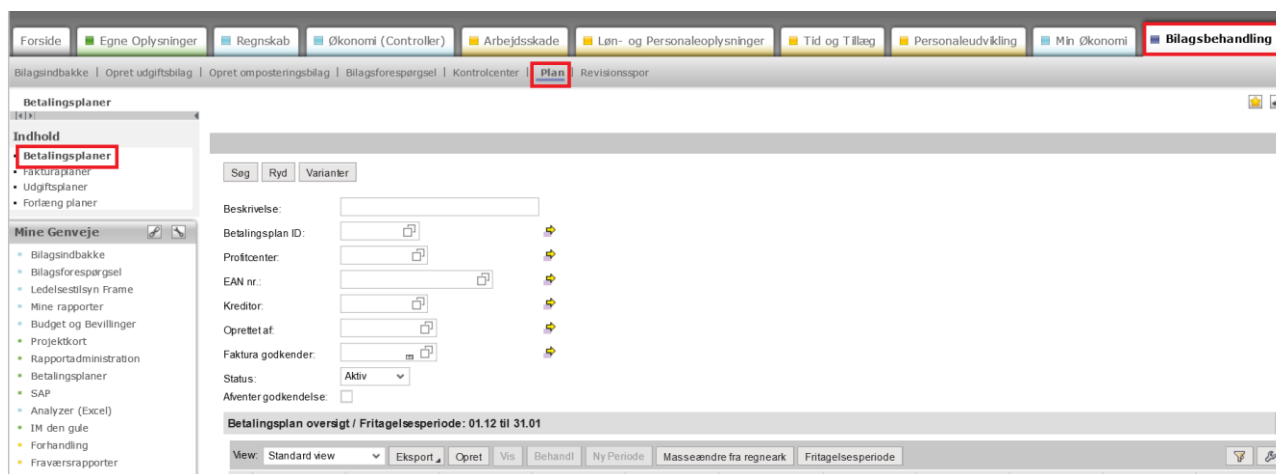 Forside Egne Oplysninger Regnskab Økonomi (Controller) Arbejdsskade Løn- og Personaleoplysninger Tid og Tillæg Personaleudvikling Min Økonomi Bilagsbehandling
Bilagsindbakke | Opret udgiftsbilag | Opret omposteringsbilag | Bilagsforespørgsel | Kontrolcenter | Plan | Revisionsspor
Betalingsplaner
Indhold
Betalingsplaner
Fakturaplaner
Udgiftsplaner
Forlæng planer
Mine Genveje
Bilagsindbakke
Bilagsforespørgsel
Ledelsestilsyn Frame
Mine rapporter
Budget og Bevillinger
Projektkort
Rapportadministration
Betalingsplaner
SAP
Analyzer (Excel)
IM den gule
Forhandling
Fraværsrapporter
Søg Ryd Varianter
Beskrivelse:
Betalingsplan ID:
Profitcenter:
EAN nr.:
Kreditor:
Oprettet af:
Faktura godkender:
Status: Aktiv
Afventer godkendelse:
Betalingsplan oversigt / Fritagelsesperiode: 01.12 til 31.01
View: Standard view Eksport Opret Vis Behandl Ny Periode Masseændre fra regneark Fritagelsesperiode